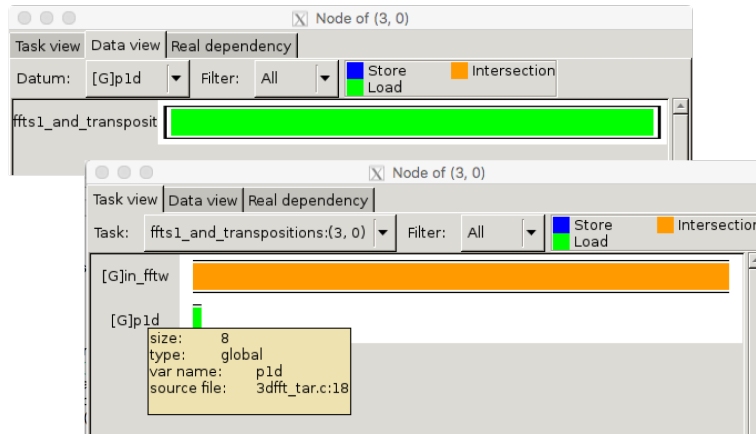 Node of (3, 0)
Task view Data view Real dependency
Datum: [G]p1d Filter: All Store Intersection
Load
ffts1_and_transposit
Node of (3, 0)
Task view Data view Real dependency
Task: ffts1_and_transpositions:(3, 0) Filter: All Store Intersection
Load
[G]in_fftw
[G]p1d
size: 8
type: global
var name: p1d
source file: 3dfft_tar.c:18